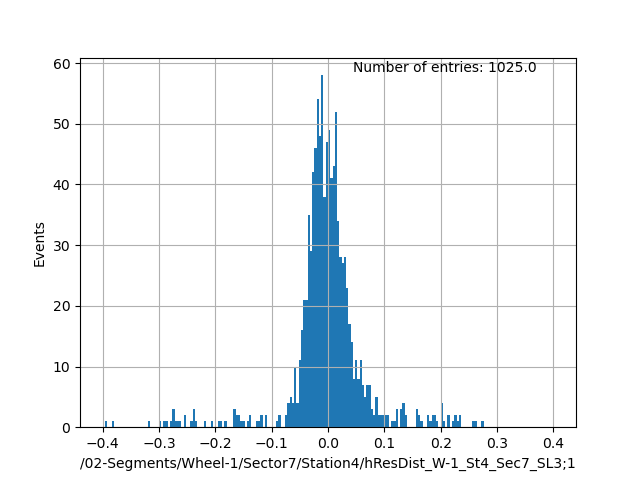 Number of entries: 1025.0
60
50
40
30
20
10
0
Events
−0.4 −0.3 −0.2 −0.1 0.0 0.1 0.2 0.3 0.4
/02-Segments/Wheel-1/Sector7/Station4/hResDist_W-1_St4_Sec7_SL3;1